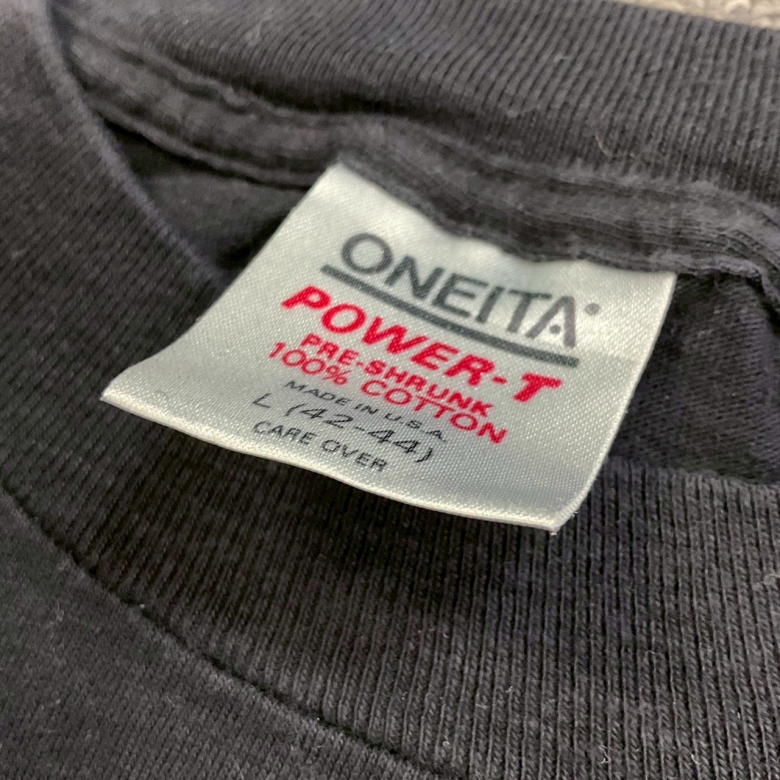 ONEITA®
POWER-T
PRE-SHRUNK
100% COTTON
MADE IN U.S.A.
L (42-44)
CARE OVER